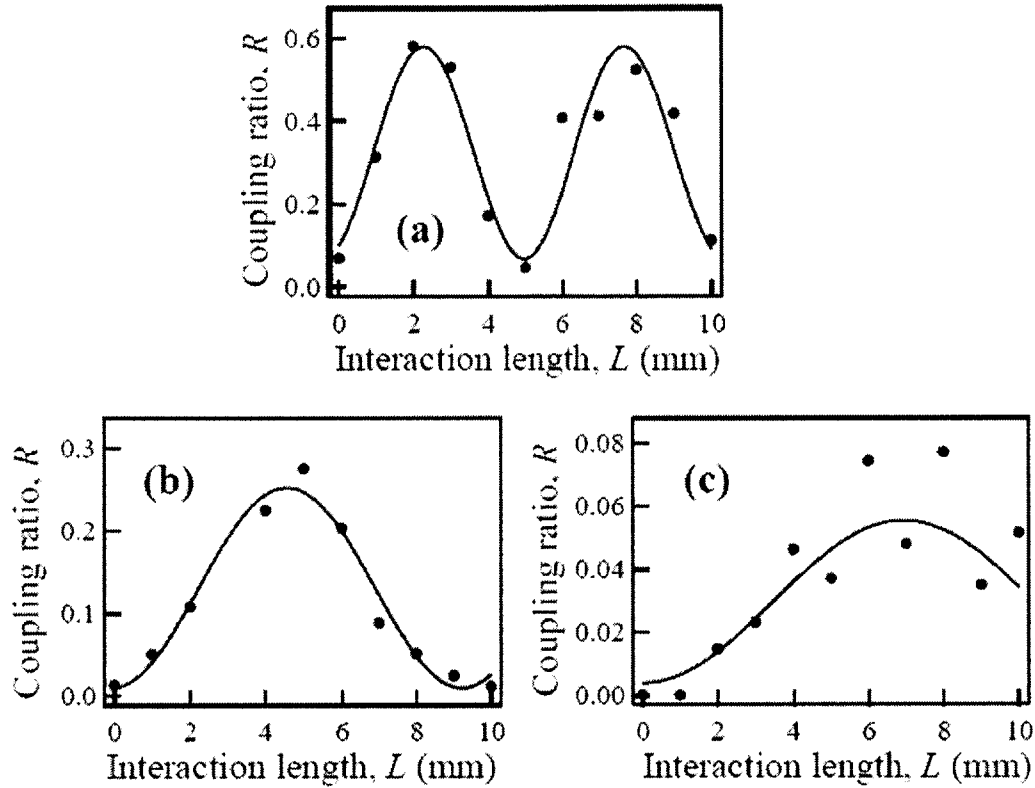 0.6
0.4
0.2
0.0
Coupling ratio, R
(a)
0 2 4 6 8 10
Interaction length, L (mm)
0.3
0.2
0.1
0.0
Coupling ratio, R
(b)
0 2 4 6 8 10
Interaction length, L (mm)
0.08
0.06
0.04
0.02
0.00
Coupling ratio, R
(c)
0 2 4 6 8 10
Interaction length, L (mm)